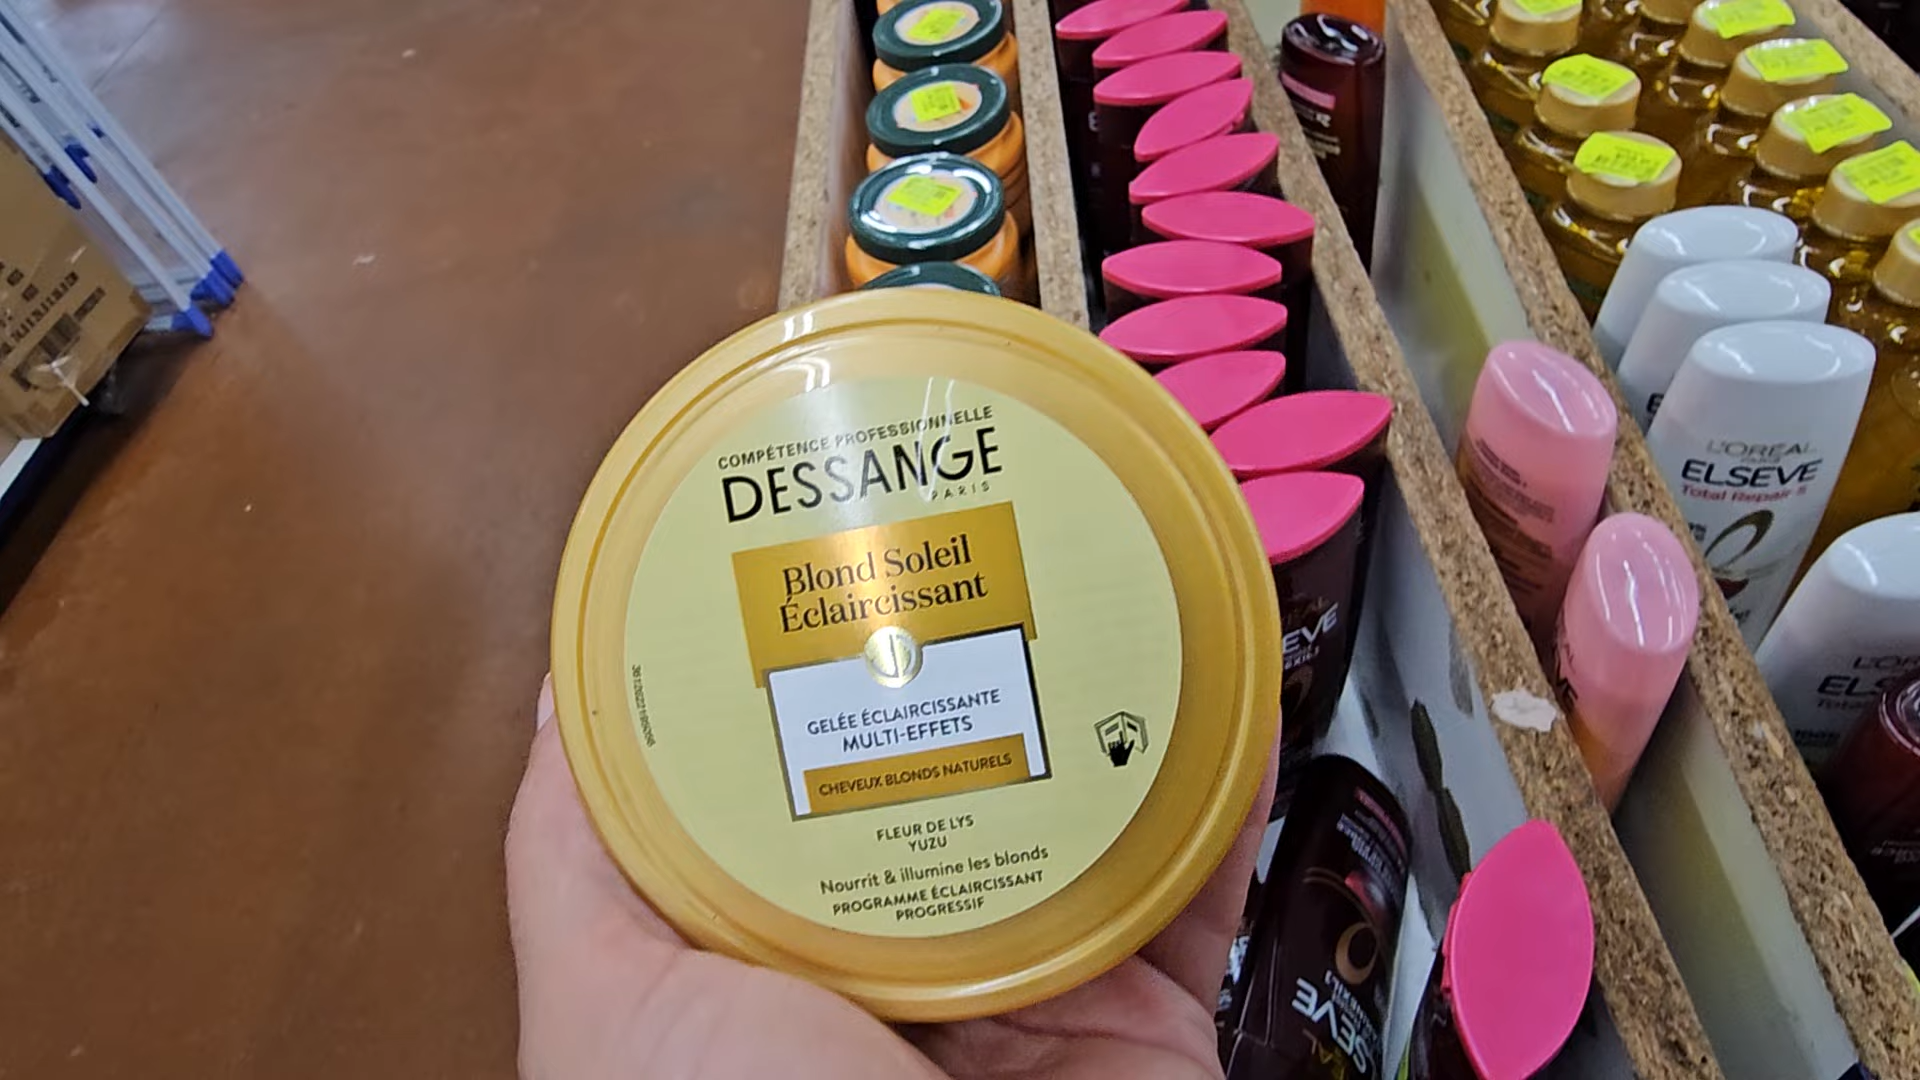 COMPÉTENCE PROFESSIONNELLE
DESSANGE
PARIS
Blond Soleil
Éclaircissant
GELÉE ÉCLAIRCISSANTE
MULTI-EFFETS
CHEVEUX BLONDS NATURELS
FLEUR DE LYS
YUZU
Nourrit & illumine les blonds
PROGRAMME ÉCLAIRCISSANT
PROGRESSIF
L'ORÉAL
PARIS
ELSEVE
Total Repair 5